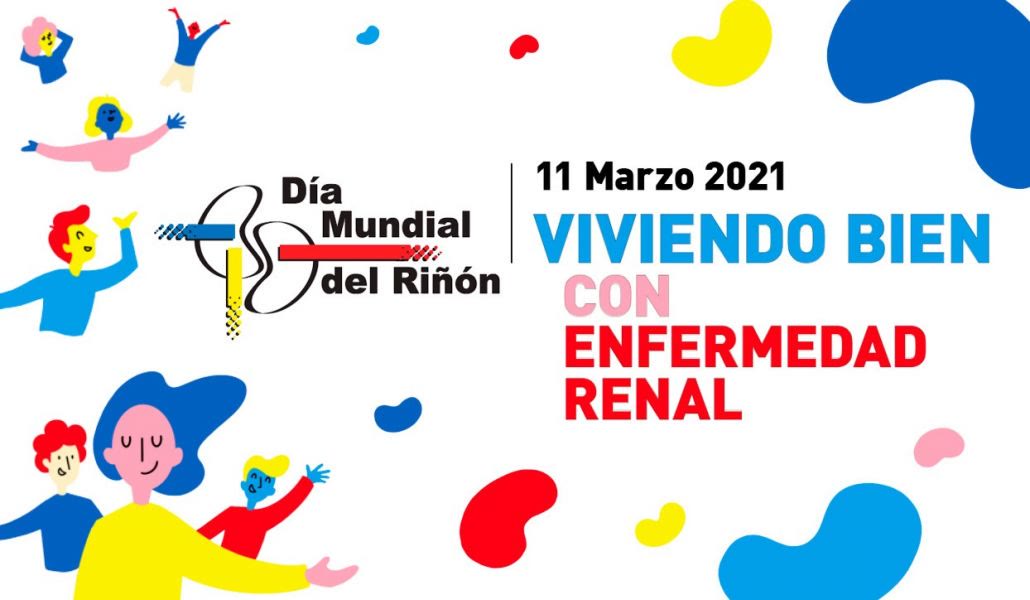 Día
Mundial
del Riñón
11 Marzo 2021
VIVIENDO BIEN
CON
ENFERMEDAD
RENAL